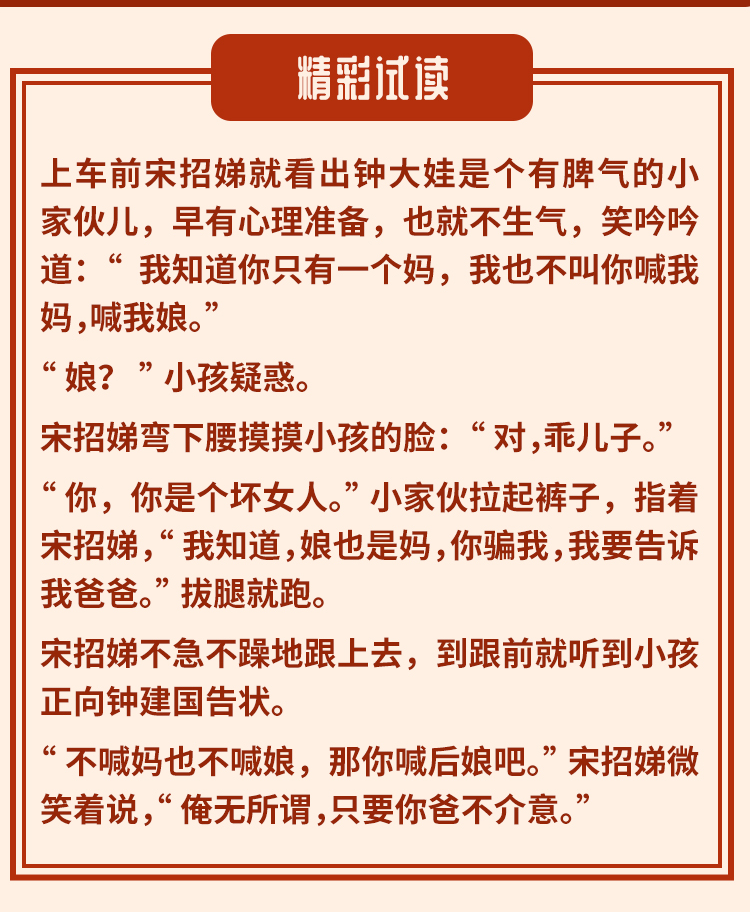 精彩试读
上车前宋招娣就看出钟大娃是个有脾气的小
家伙儿，早有心理准备，也就不生气，笑吟吟
道：“ 我知道你只有一个妈，我也不叫你喊我
妈,喊我娘。”
“ 娘？ ” 小孩疑惑。
宋招娣弯下腰摸摸小孩的脸：“ 对,乖儿子。”
“ 你，你是个坏女人。” 小家伙拉起裤子，指着
宋招娣,“ 我知道,娘也是妈,你骗我,我要告诉
我爸爸。” 拔腿就跑。
宋招娣不急不躁地跟上去，到跟前就听到小孩
正向钟建国告状。
“ 不喊妈也不喊娘，那你喊后娘吧。” 宋招娣微
笑着说,“ 俺无所谓,只要你爸不介意。”